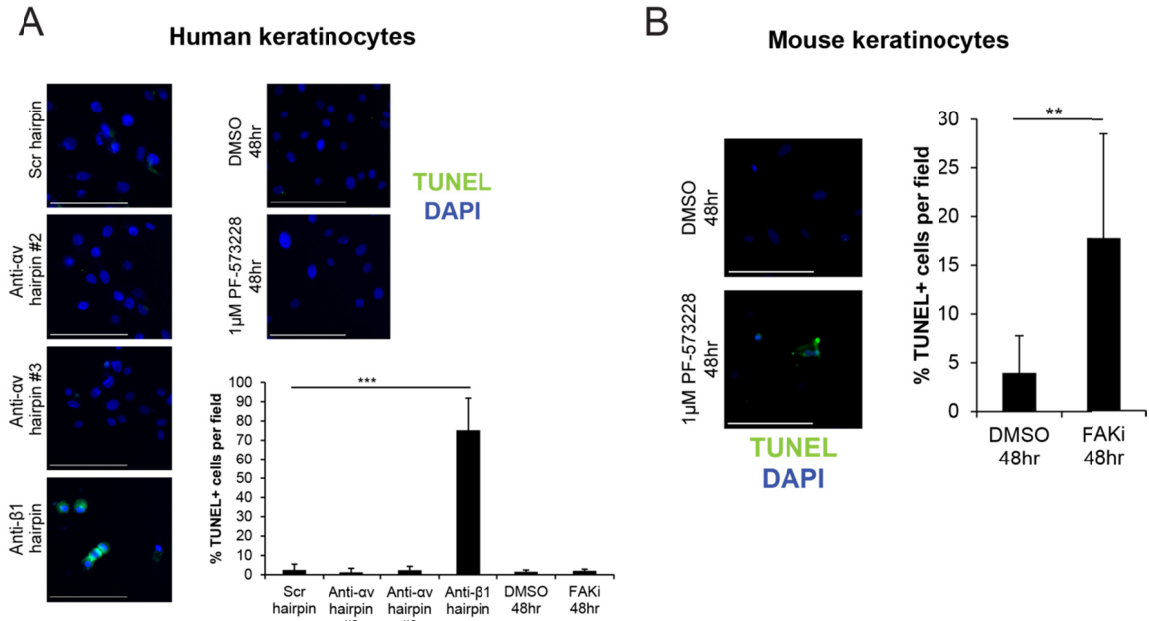 A
Human keratinocytes
Scr hairpin
Anti-αv
hairpin #2
Anti-αv
hairpin #3
Anti-β1
hairpin
DMSO
48hr
1μM PF-573228
48hr
TUNEL
DAPI
% TUNEL+ cells per field
100
90
80
70
60
50
40
30
20
10
0
***
Scr
hairpin
Anti-αv
hairpin
Anti-αv
hairpin
Anti-β1
hairpin
DMSO
48hr
FAKi
48hr
B
Mouse keratinocytes
DMSO
48hr
1μM PF-573228
48hr
TUNEL
DAPI
% TUNEL+ cells per field
30
25
20
15
10
5
0
**
DMSO
48hr
FAKi
48hr